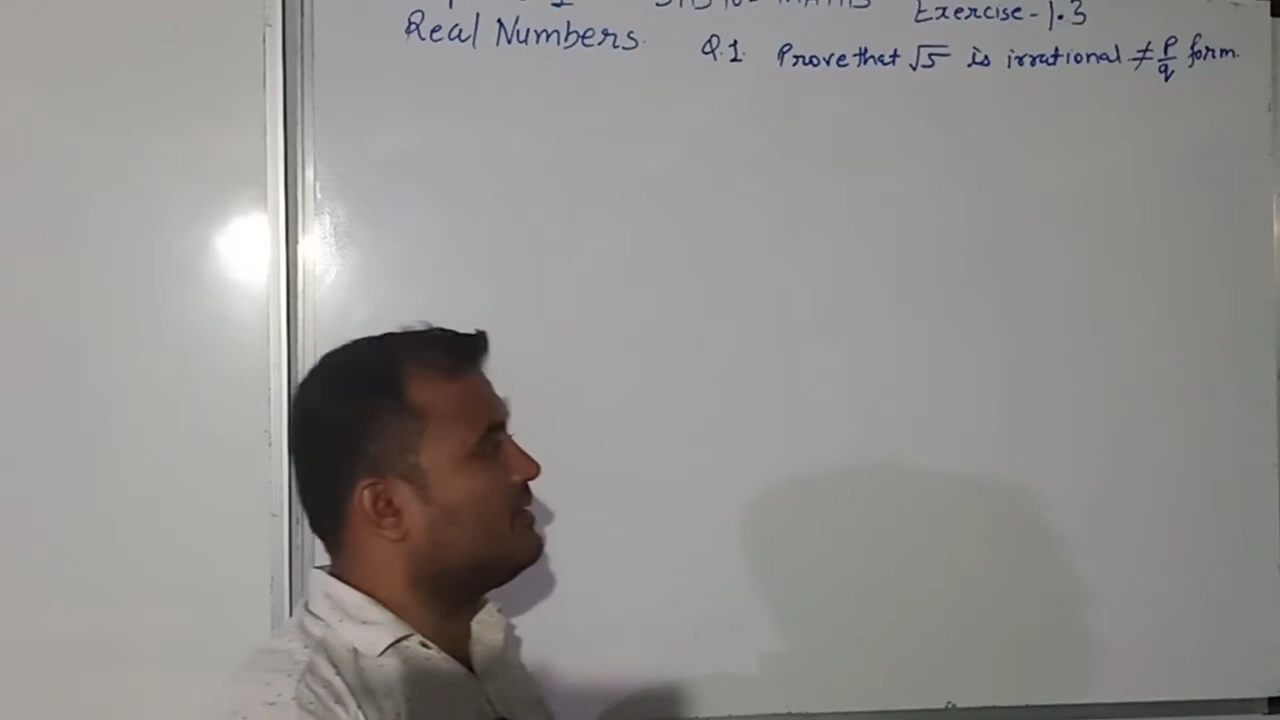 Exercise-1.3
Real Numbers.
Q.1. Prove that √5 is irrational ≠ p/q form.